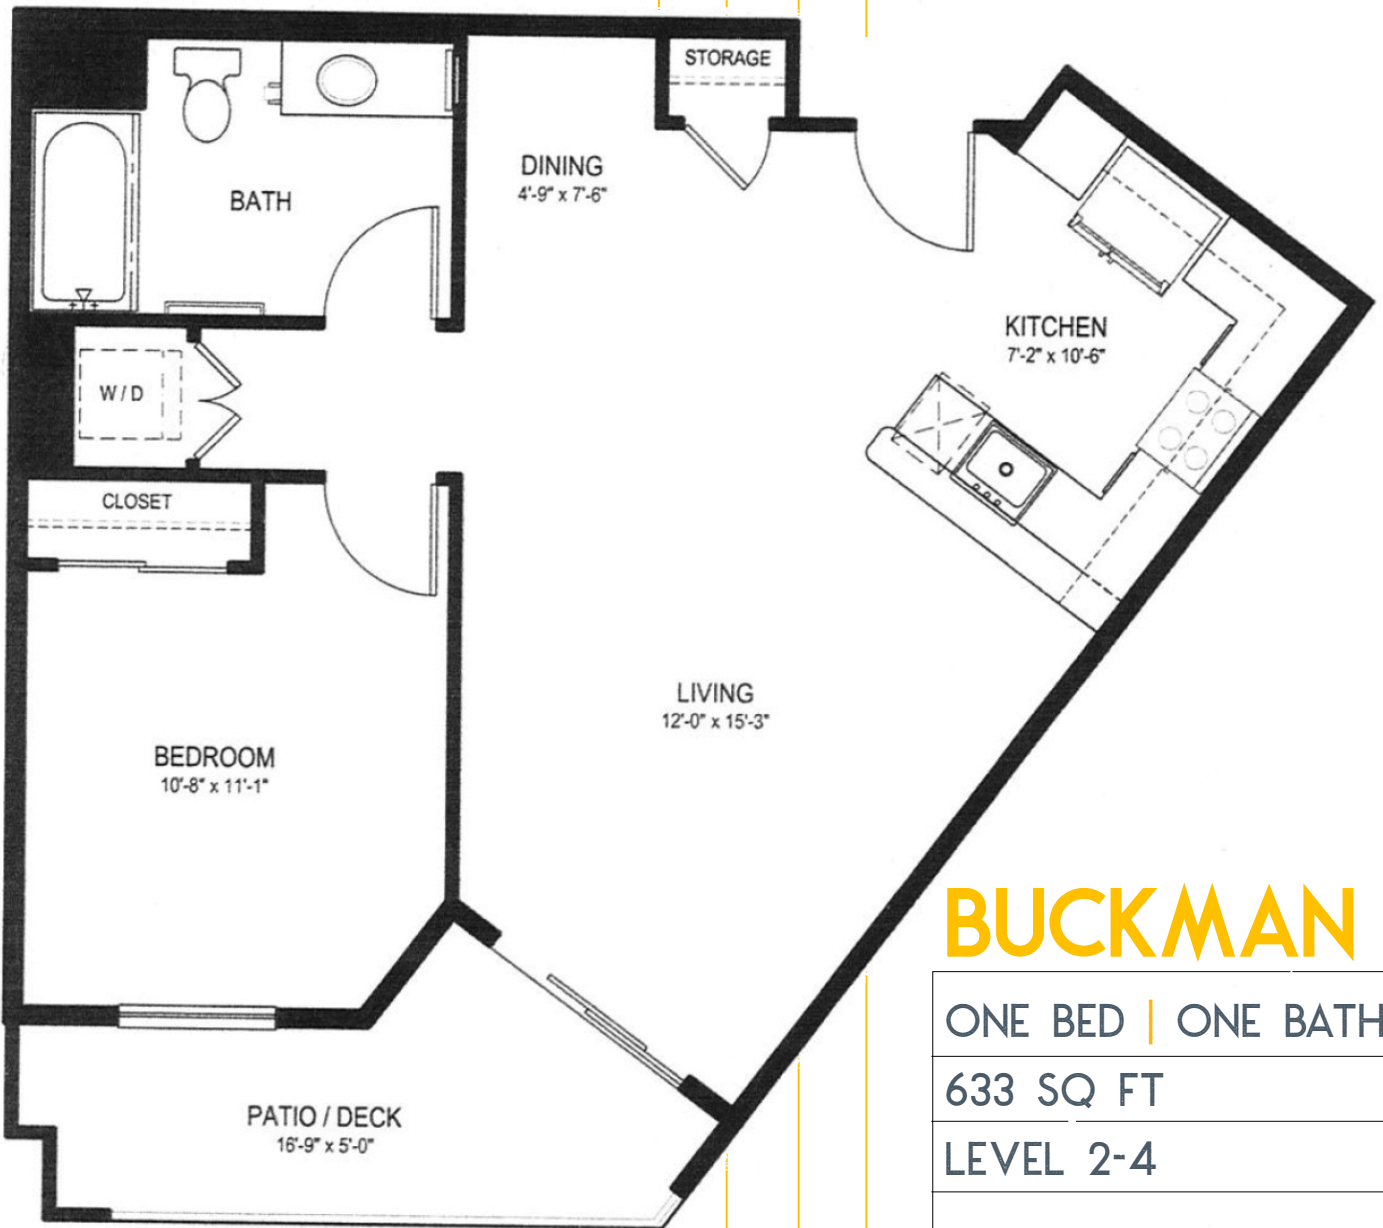 STORAGE
DINING
4'-9" x 7'-6"
BATH
KITCHEN
7'-2" x 10'-6"
W / D
CLOSET
LIVING
12'-0" x 15'-3"
BEDROOM
10'-8" x 11'-1"
PATIO / DECK
16'-9" x 5'-0"
BUCKMAN
ONE BED | ONE BATH
633 SQ FT
LEVEL 2-4